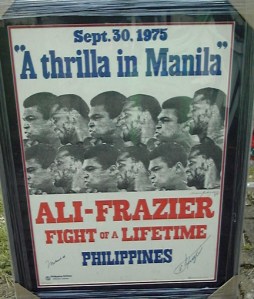 Sept. 30, 1975
"A thrilla in Manila"
ALI-FRAZIER
FIGHT OF A LIFETIME
PHILIPPINES